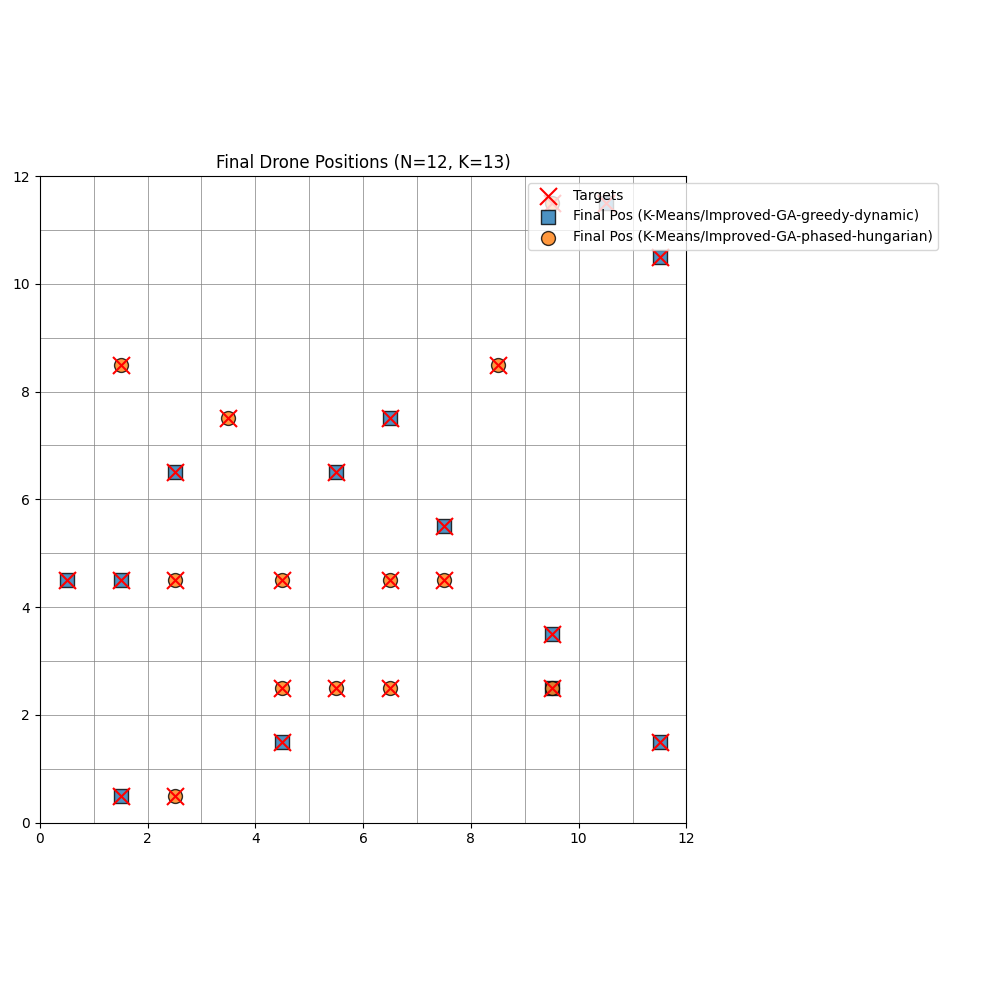 Final Drone Positions (N=12, K=13)
Targets
Final Pos (K-Means/Improved-GA-greedy-dynamic)
Final Pos (K-Means/Improved-GA-phased-hungarian)
12
10
8
6
4
2
0
0 2 4 6 8 10 12